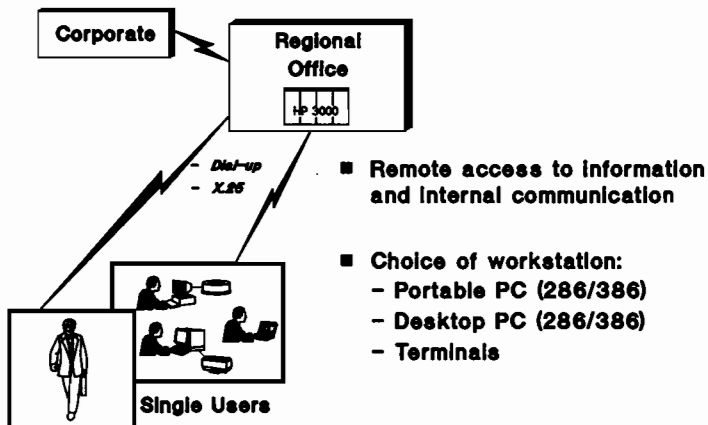 Corporate
Regional
Office
HP 3000
- Dial-up
- X.25
■ Remote access to information
and internal communication
■ Choice of workstation:
- Portable PC (286/386)
- Desktop PC (286/386)
- Terminals
Single Users